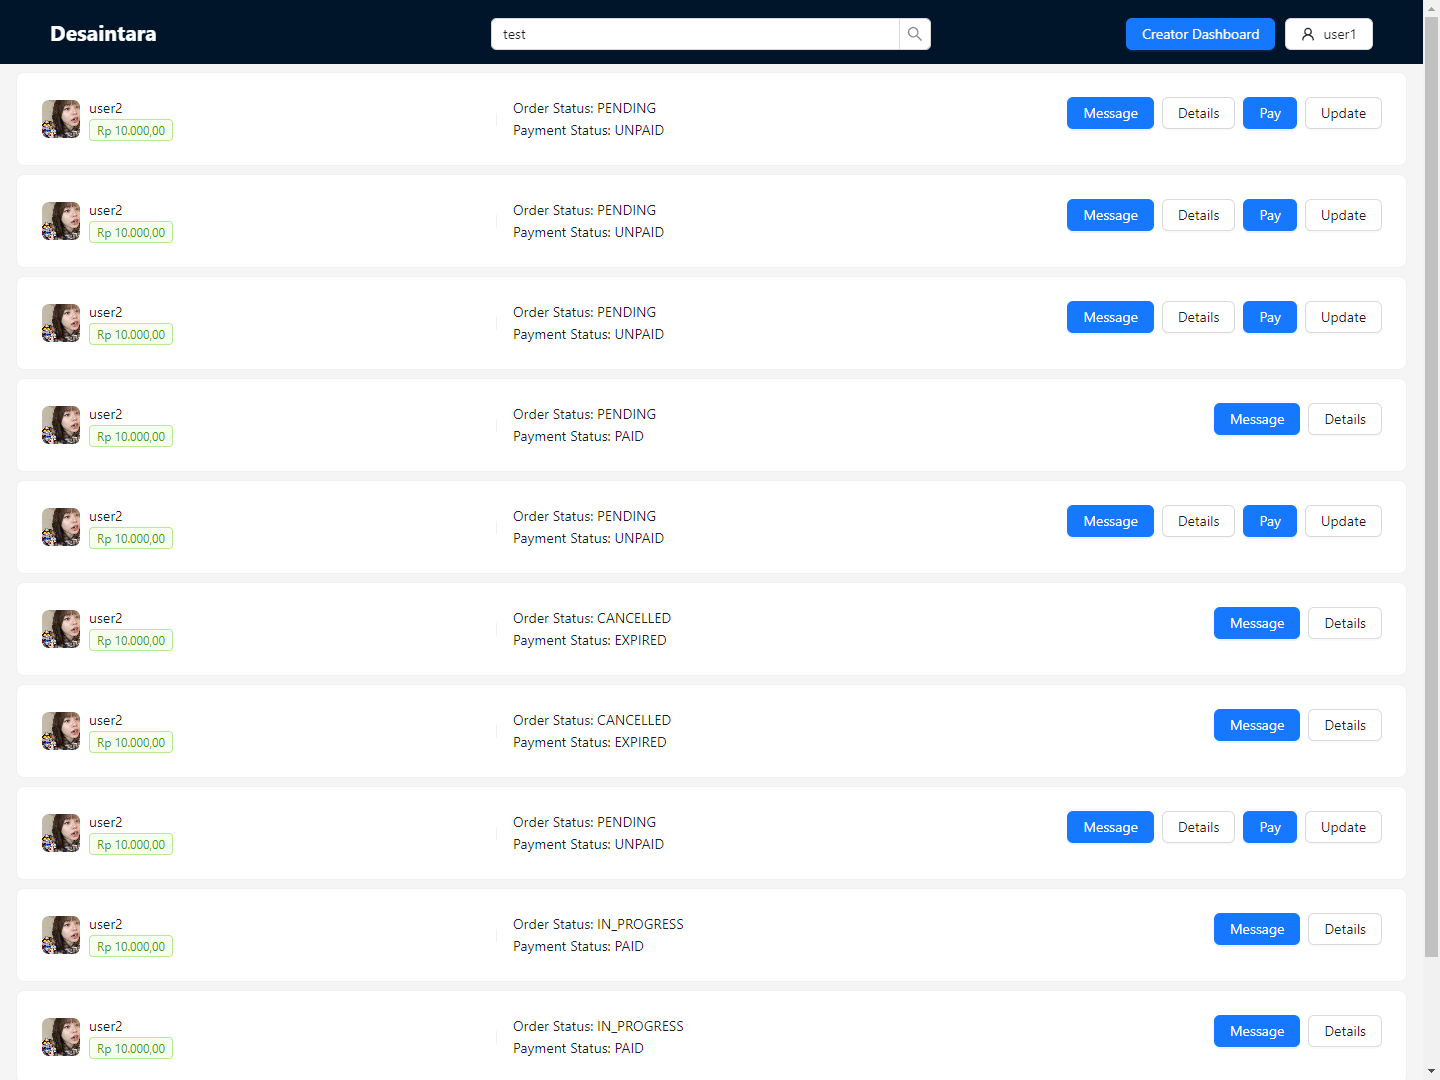 Desaintara
test
Creator Dashboard
user1
user2
Rp 10.000,00
Order Status: PENDING
Payment Status: UNPAID
Message
Details
Pay
Update
user2
Rp 10.000,00
Order Status: PENDING
Payment Status: UNPAID
Message
Details
Pay
Update
user2
Rp 10.000,00
Order Status: PENDING
Payment Status: UNPAID
Message
Details
Pay
Update
user2
Rp 10.000,00
Order Status: PENDING
Payment Status: PAID
Message
Details
user2
Rp 10.000,00
Order Status: PENDING
Payment Status: UNPAID
Message
Details
Pay
Update
user2
Rp 10.000,00
Order Status: CANCELLED
Payment Status: EXPIRED
Message
Details
user2
Rp 10.000,00
Order Status: CANCELLED
Payment Status: EXPIRED
Message
Details
user2
Rp 10.000,00
Order Status: PENDING
Payment Status: UNPAID
Message
Details
Pay
Update
user2
Rp 10.000,00
Order Status: IN_PROGRESS
Payment Status: PAID
Message
Details
user2
Rp 10.000,00
Order Status: IN_PROGRESS
Payment Status: PAID
Message
Details